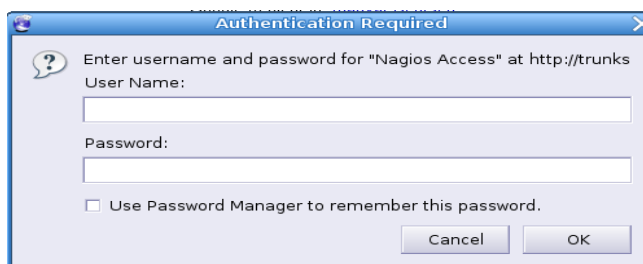 Authentication Required
Enter username and password for "Nagios Access" at http://trunks
User Name:
Password:
Use Password Manager to remember this password.
Cancel
OK